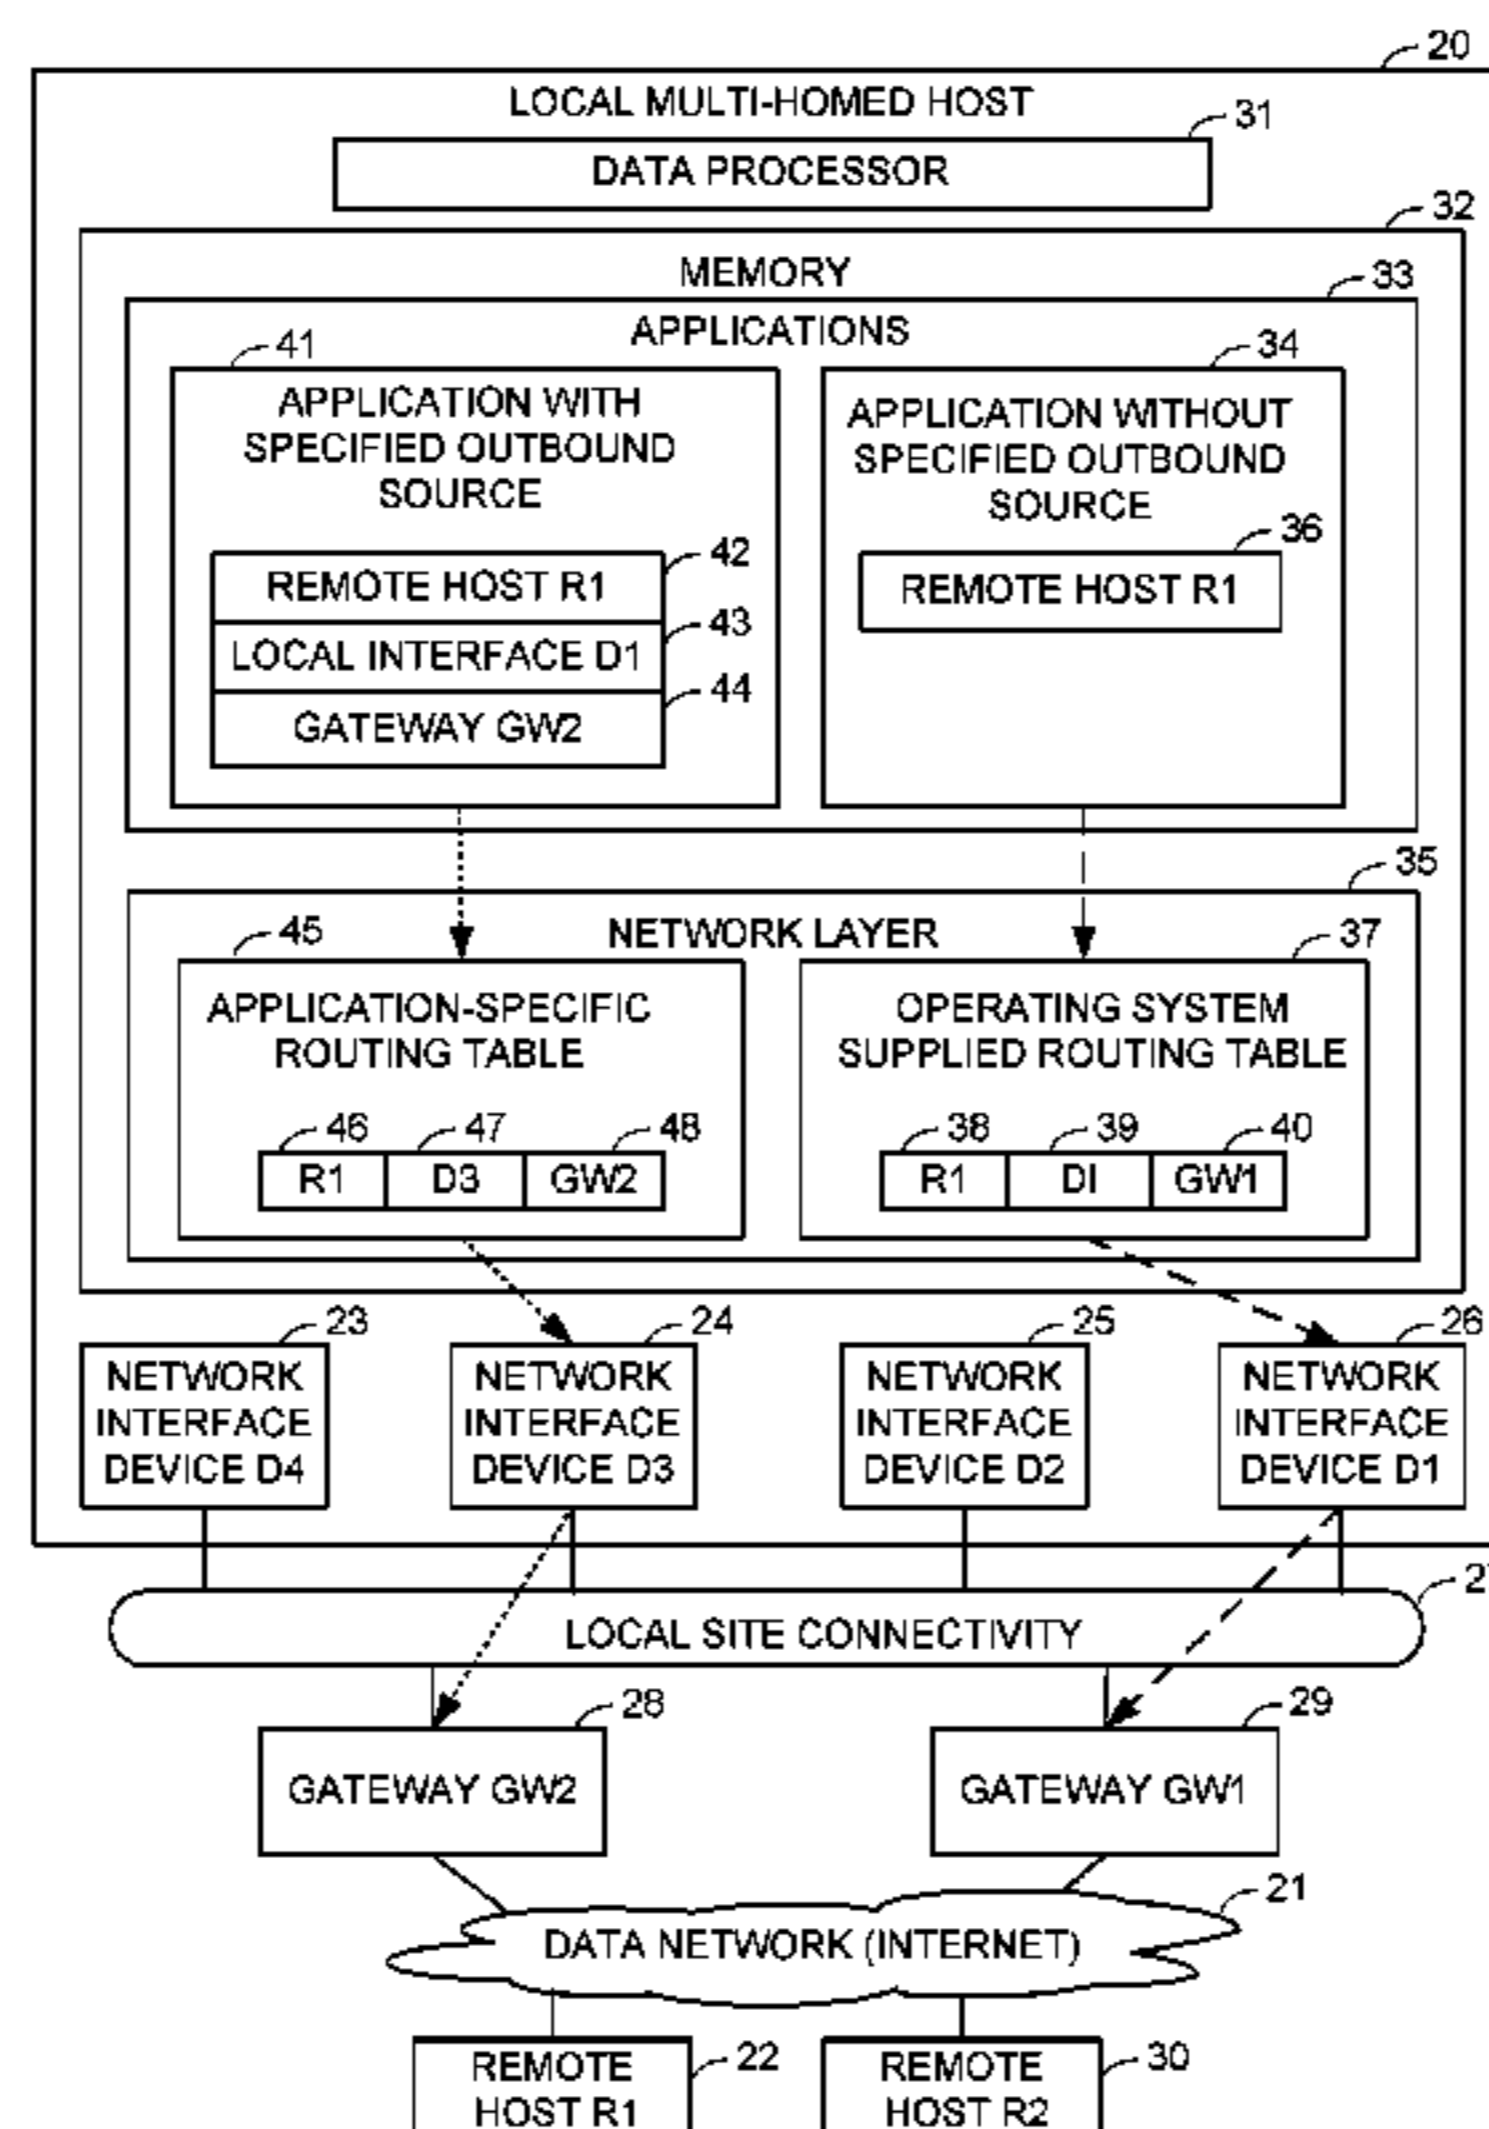 20
LOCAL MULTI-HOMED HOST
31
DATA PROCESSOR
32
MEMORY
33
APPLICATIONS
41
APPLICATION WITH
SPECIFIED OUTBOUND
SOURCE
42
REMOTE HOST R1
43
LOCAL INTERFACE D1
44
GATEWAY GW2
34
APPLICATION WITHOUT
SPECIFIED OUTBOUND
SOURCE
36
REMOTE HOST R1
35
NETWORK LAYER
45
APPLICATION-SPECIFIC
ROUTING TABLE
46 47 48
R1 D3 GW2
37
OPERATING SYSTEM
SUPPLIED ROUTING TABLE
38 39 40
R1 DI GW1
23
NETWORK
INTERFACE
DEVICE D4
24
NETWORK
INTERFACE
DEVICE D3
25
NETWORK
INTERFACE
DEVICE D2
26
NETWORK
INTERFACE
DEVICE D1
LOCAL SITE CONNECTIVITY
28
GATEWAY GW2
29
GATEWAY GW1
21
DATA NETWORK (INTERNET)
22
REMOTE
HOST R1
30
REMOTE
HOST R2